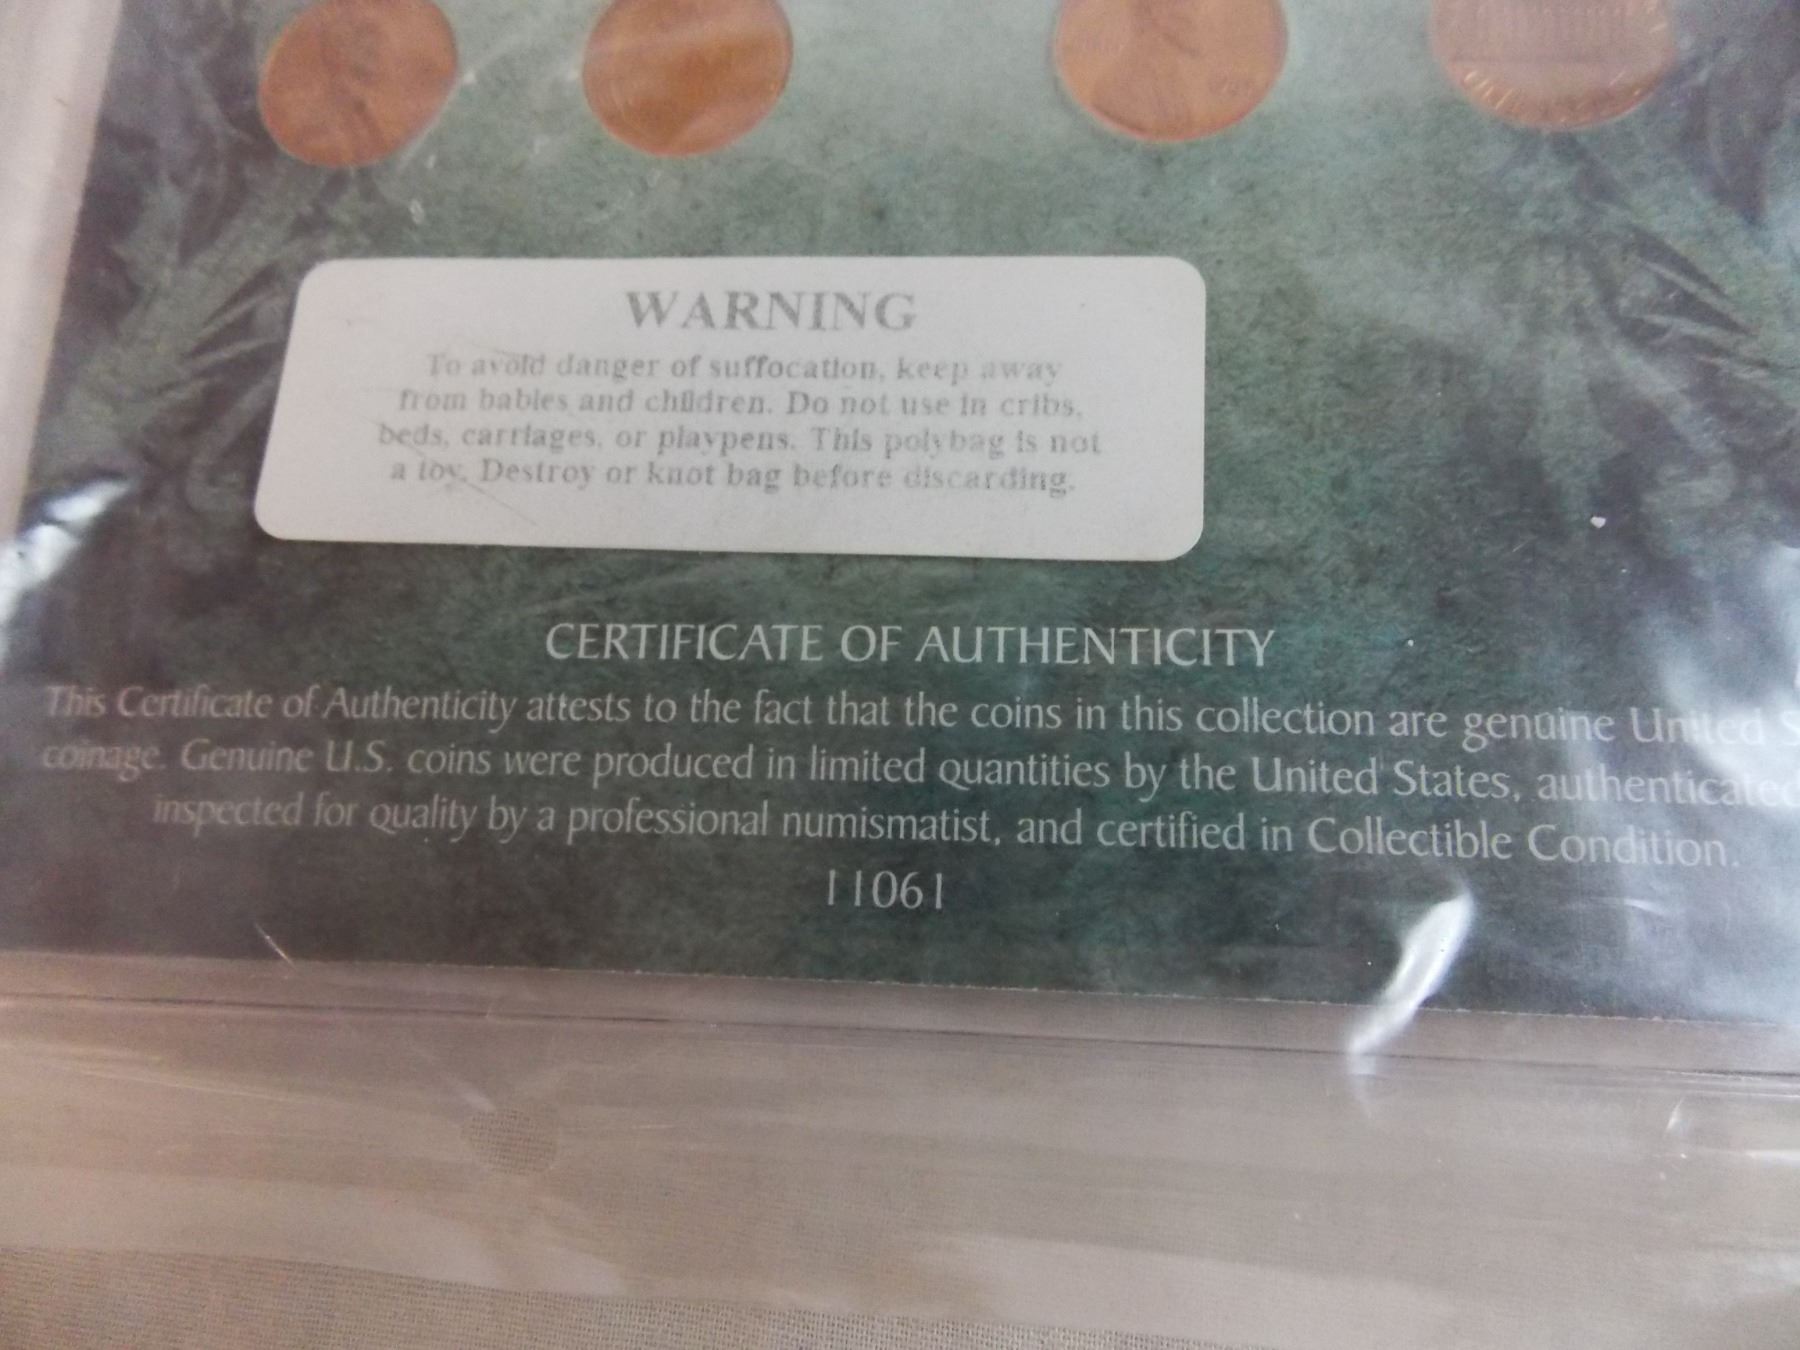 WARNING
To avoid danger of suffocation, keep away
from babies and children. Do not use in cribs,
beds, carriages, or playpens. This polybag is not
a toy. Destroy or knot bag before discarding.
CERTIFICATE OF AUTHENTICITY
This Certificate of Authenticity attests to the fact that the coins in this collection are genuine United S
coinage. Genuine U.S. coins were produced in limited quantities by the United States, authenticated
inspected for quality by a professional numismatist, and certified in Collectible Condition.
11061